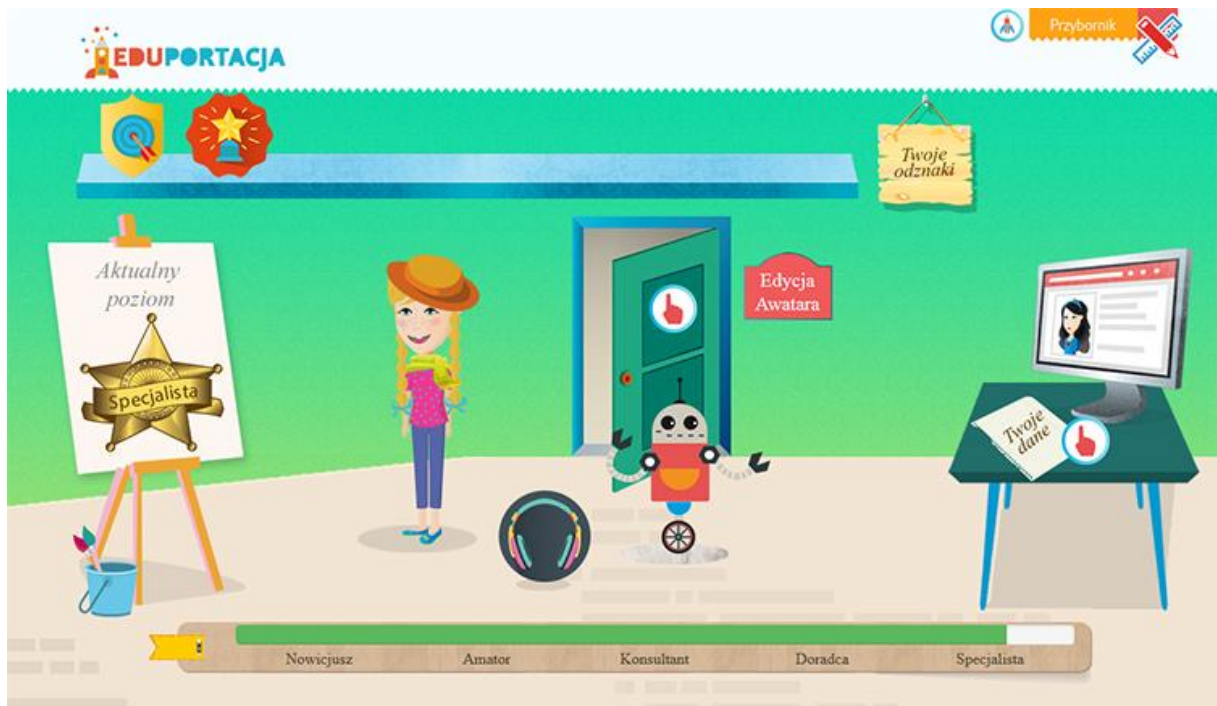 EDUPORTACJA
Przybornik
Twoje
odznaki
Aktualny
poziom
Specjalista
Edycja
Awatara
Twoje
dane
Nowicjusz Amator Konsultant Doradca Specjalista